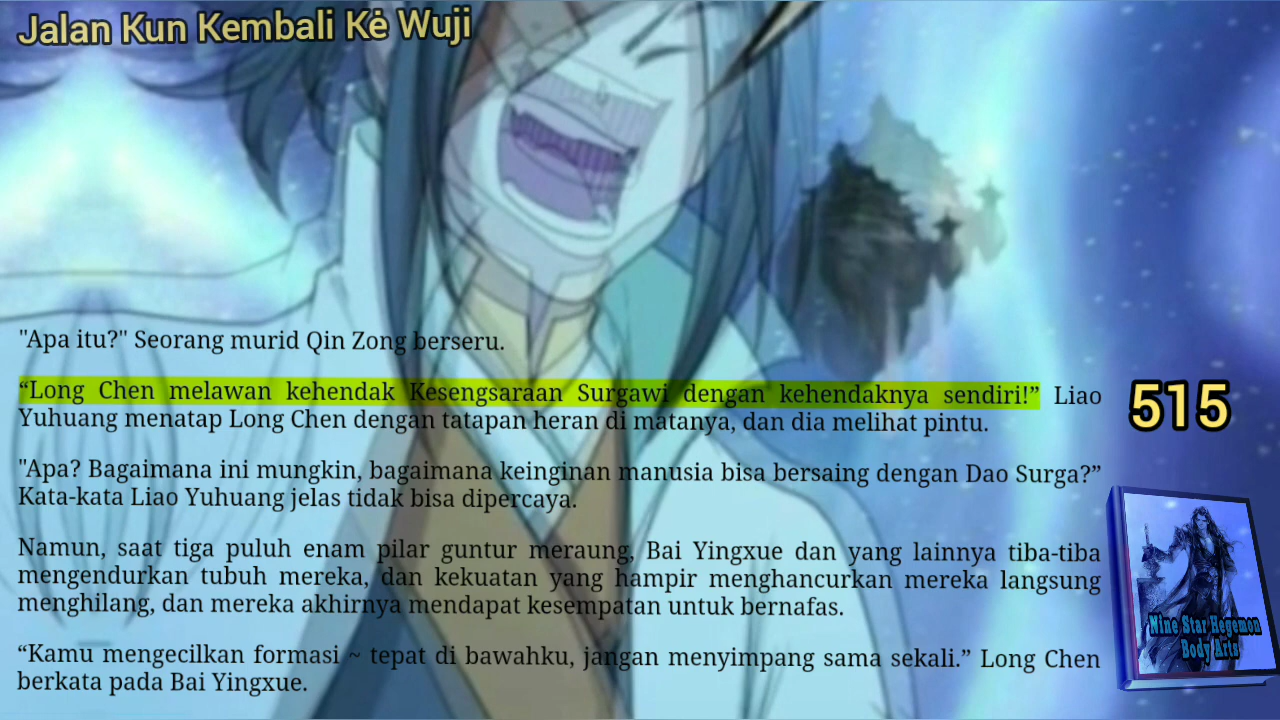 Jalan Kun Kembali Kė Wuji
"Apa itu?" Seorang murid Qin Zong berseru.
“Long Chen melawan kehendak Kesengsaraan Surgawi dengan kehendaknya sendiri!” Liao
Yuhuang menatap Long Chen dengan tatapan heran di matanya, dan dia melihat pintu.
515
"Apa? Bagaimana ini mungkin, bagaimana keinginan manusia bisa bersaing dengan Dao Surga?”
Kata-kata Liao Yuhuang jelas tidak bisa dipercaya.
Namun, saat tiga puluh enam pilar guntur meraung, Bai Yingxue dan yang lainnya tiba-tiba
mengendurkan tubuh mereka, dan kekuatan yang hampir menghancurkan mereka langsung
menghilang, dan mereka akhirnya mendapat kesempatan untuk bernafas.
“Kamu mengecilkan formasi ~ tepat di bawahku, jangan menyimpang sama sekali.” Long Chen
berkata pada Bai Yingxue.
Nine Star Hegemon
Body Arts